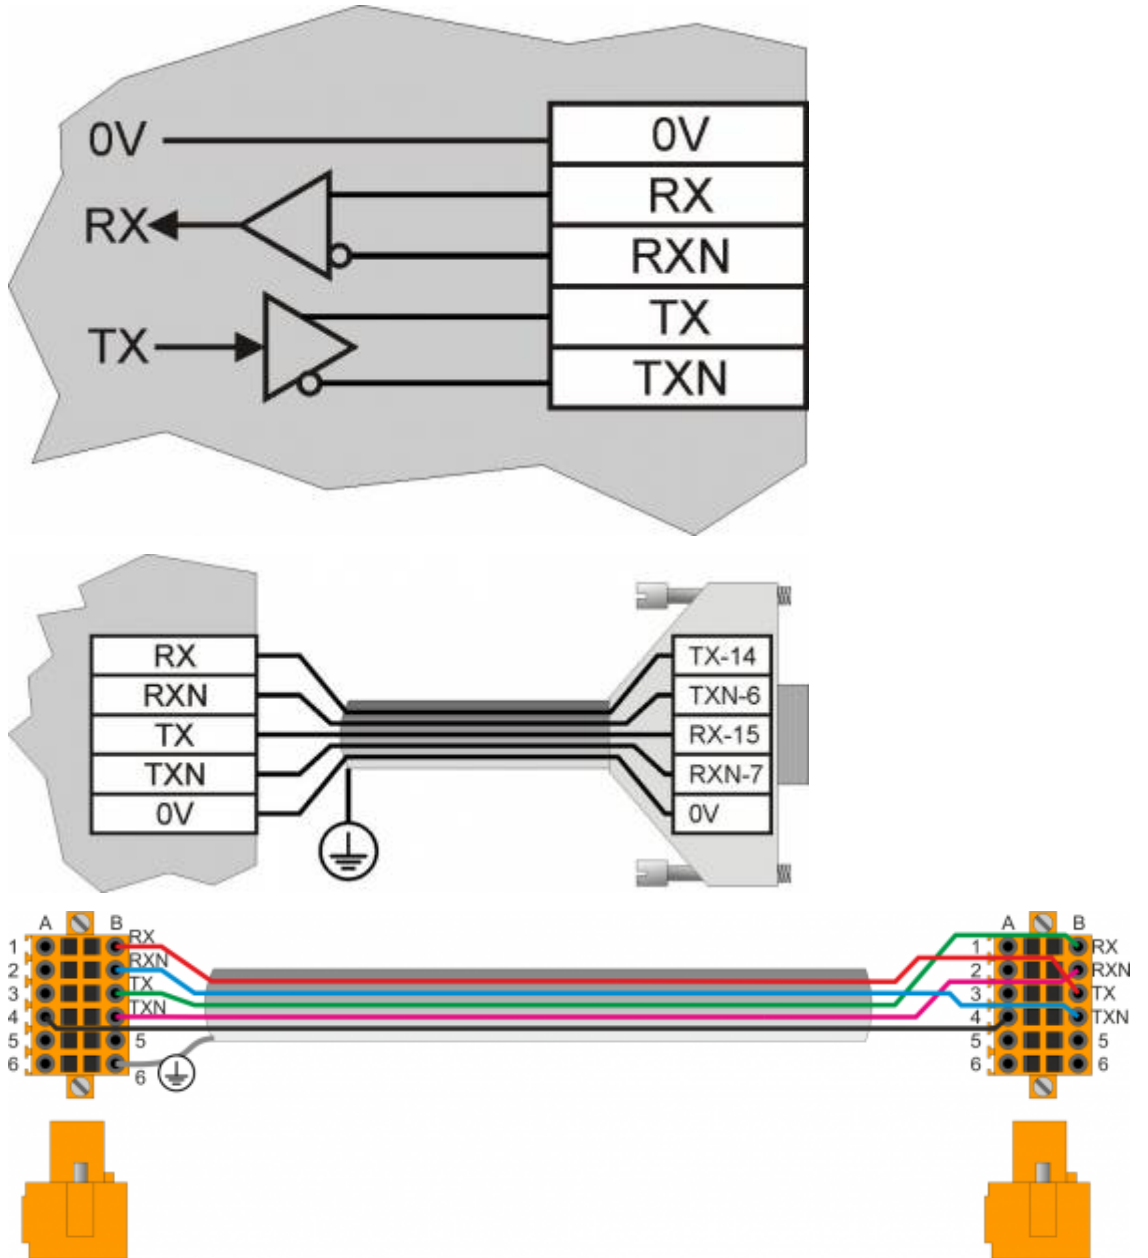 0V 0V
RX
RX RXN
TX TX
TXN
RX TX-14
RXN TXN-6
TX RX-15
TXN RXN-7
0V 0V
A B A B
1 RX 1 RX
2 RXN 2 RXN
3 TX 3 TX
4 TXN 4 TXN
5 5 5 5
6 6 6 6